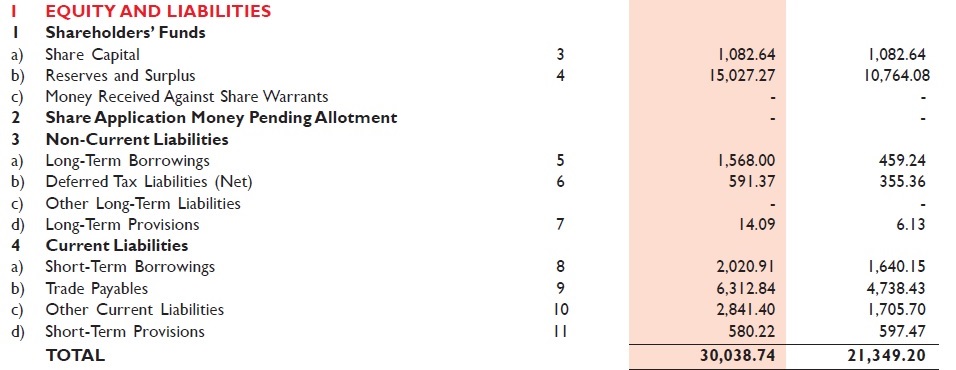 I EQUITY AND LIABILITIES
1 Shareholders' Funds
a) Share Capital 3 1,082.64 1,082.64
b) Reserves and Surplus 4 15,027.27 10,764.08
c) Money Received Against Share Warrants - -
2 Share Application Money Pending Allotment - -
3 Non-Current Liabilities
a) Long-Term Borrowings 5 1,568.00 459.24
b) Deferred Tax Liabilities (Net) 6 591.37 355.36
c) Other Long-Term Liabilities - -
d) Long-Term Provisions 7 14.09 6.13
4 Current Liabilities
a) Short-Term Borrowings 8 2,020.91 1,640.15
b) Trade Payables 9 6,312.84 4,738.43
c) Other Current Liabilities 10 2,841.40 1,705.70
d) Short-Term Provisions 11 580.22 597.47
TOTAL 30,038.74 21,349.20